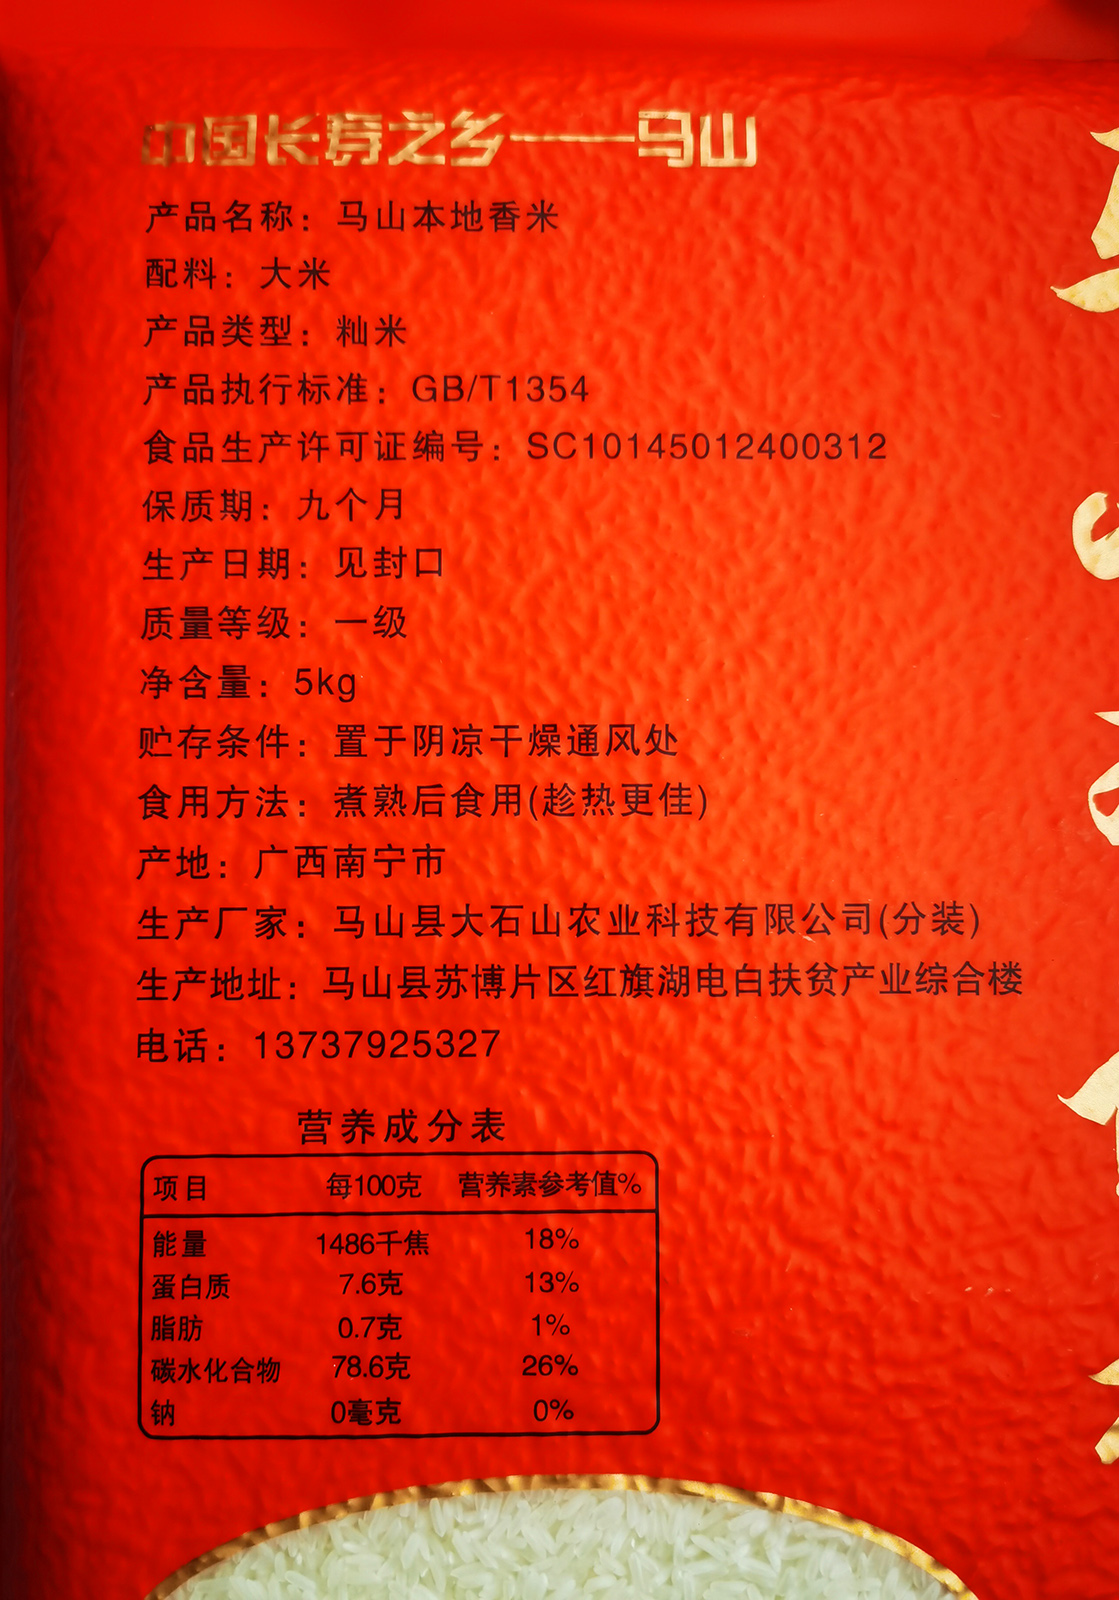 中国长寿之乡——马山
产品名称：马山本地香米
配料：大米
产品类型：籼米
产品执行标准：GB/T1354
食品生产许可证编号：SC10145012400312
保质期：九个月
生产日期：见封口
质量等级：一级
净含量：5kg
贮存条件：置于阴凉干燥通风处
食用方法：煮熟后食用(趁热更佳)
产地：广西南宁市
生产厂家：马山县大石山农业科技有限公司(分装)
生产地址：马山县苏博片区红旗湖电白扶贫产业综合楼
电话：13737925327
营养成分表
项目 每100克 营养素参考值%
能量 1486千焦 18%
蛋白质 7.6克 13%
脂肪 0.7克 1%
碳水化合物 78.6克 26%
钠 0毫克 0%